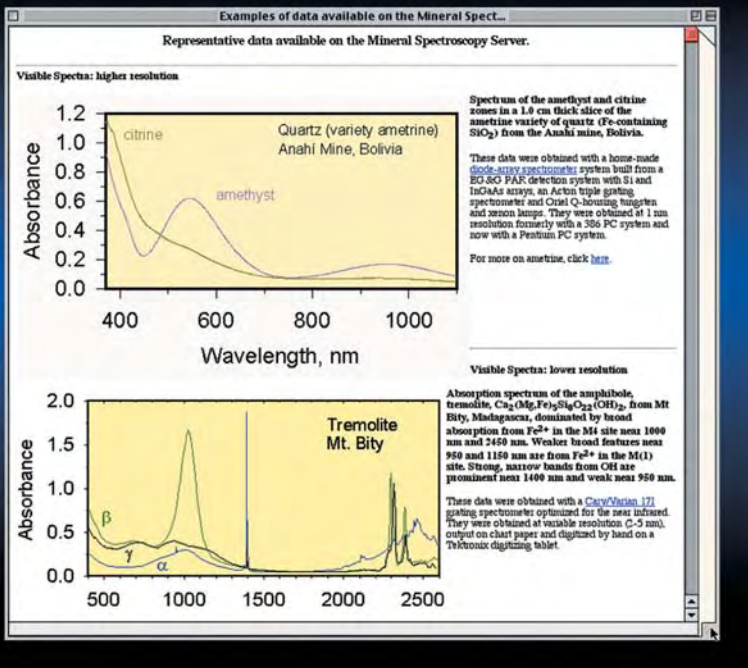 Examples of data available on the Mineral Spect...
Representative data available on the Mineral Spectroscopy Server.
Visible Spectra: higher resolution
1.2
1.0
0.8
0.6
0.4
0.2
0.0
Absorbance
citrine
Quartz (variety ametrine)
Anahí Mine, Bolivia
amethyst
400 600 800 1000
Wavelength, nm
Spectrum of the amethyst and citrine
zones in a 1.0 cm thick slice of the
ametrine variety of quartz (Fe-containing
SiO2) from the Anahí mine, Bolivia.
These data were obtained with a home-made
diode-array spectrometer system built from a
EG&G PAR detection system with Si and
InGaAs arrays, an Acton triple grating
spectrometer and Oriel Q-housing tungsten
and xenon lamps. They were obtained at 1 nm
resolution formerly with a 386 PC system and
now with a Pentium PC system.
For more on ametrine, click here.
Visible Spectra: lower resolution
2.0
1.5
1.0
0.5
0.0
Absorbance
Tremolite
Mt. Bity
β
γ
α
500 1000 1500 2000 2500
Absorption spectrum of the amphibole,
tremolite, Ca2(Mg,Fe)5Si8O22(OH)2, from Mt
Bity, Madagascar, dominated by broad
absorption from Fe2+ in the M4 site near 1000
nm and 2450 nm. Weaker broad features near
950 and 1150 nm are from Fe2+ in the M(1)
site. Strong, narrow bands from OH are
prominent near 1400 nm and weak near 950 nm.
These data were obtained with a Cary/Varian 17I
grating spectrometer optimized for the near infrared.
They were obtained at variable resolution (2-5 nm),
output on chart paper and digitized by hand on a
Tektronix digitizing tablet.